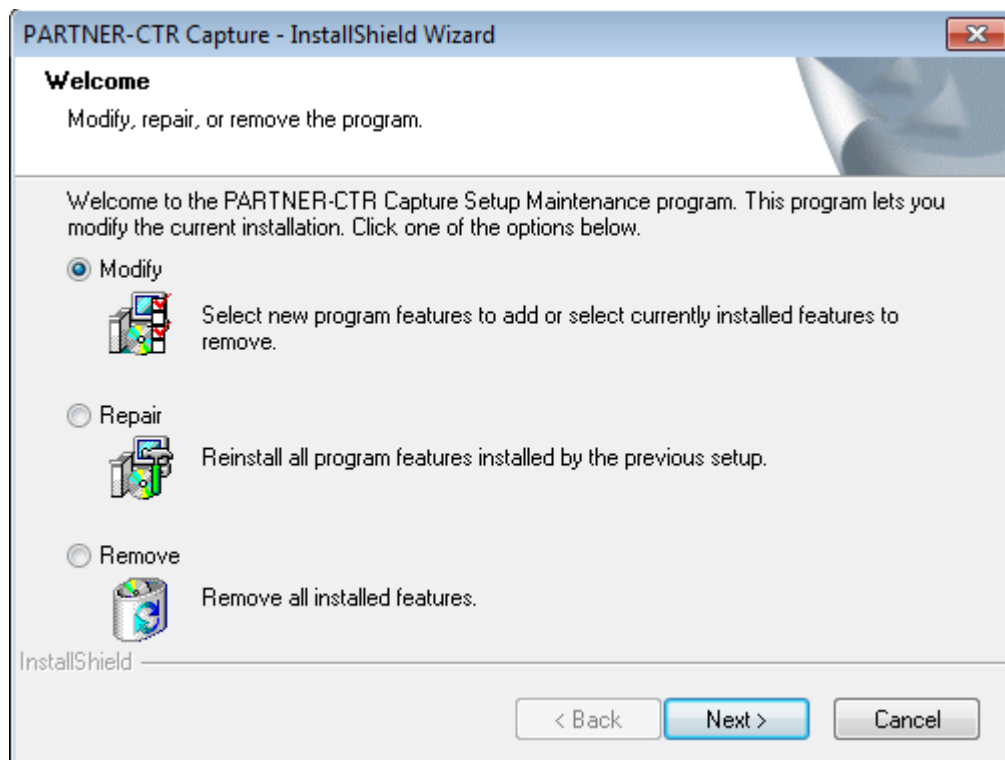 PARTNER-CTR Capture - InstallShield Wizard
Welcome
Modify, repair, or remove the program.
Welcome to the PARTNER-CTR Capture Setup Maintenance program. This program lets you
modify the current installation. Click one of the options below.
Modify
Select new program features to add or select currently installed features to
remove.
Repair
Reinstall all program features installed by the previous setup.
Remove
Remove all installed features.
InstallShield
< Back
Next >
Cancel